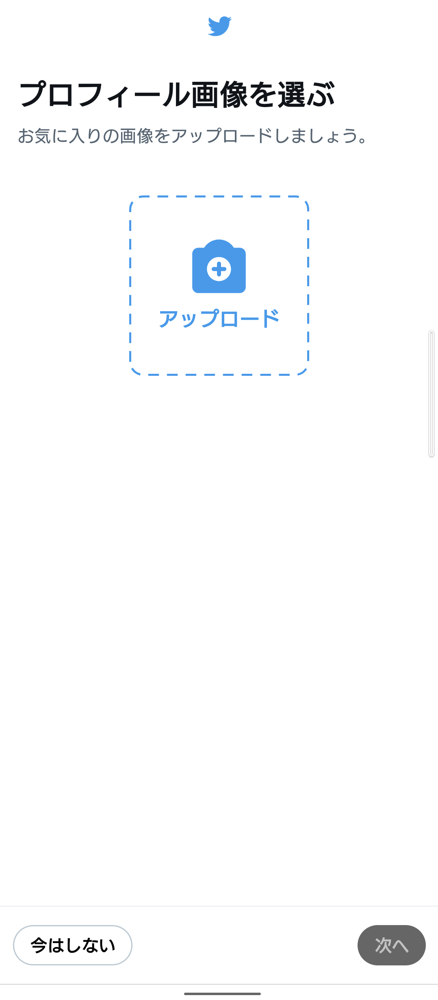 プロフィール画像を選ぶ
お気に入りの画像をアップロードしましょう。
アップロード
今はしない
次へ